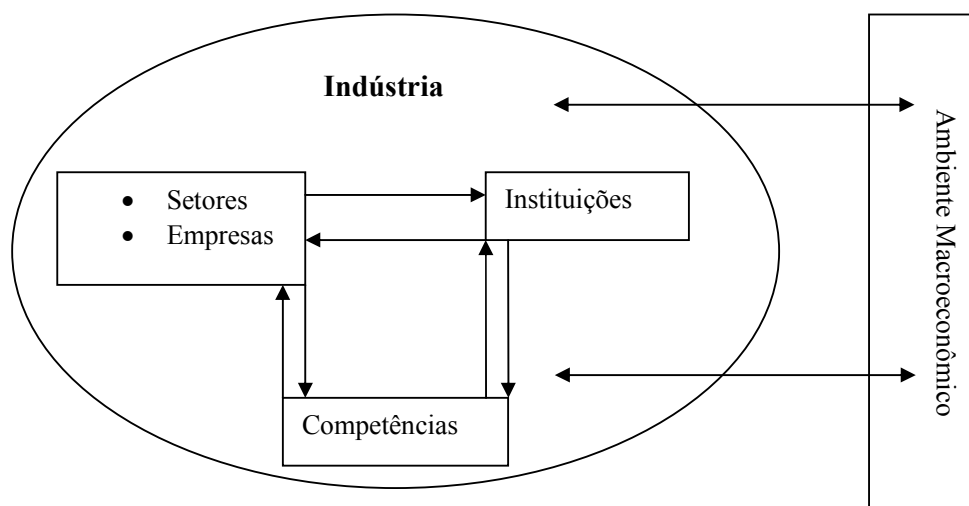 Indústria
• Setores
• Empresas
Instituições
Competências
Ambiente Macroeconômico